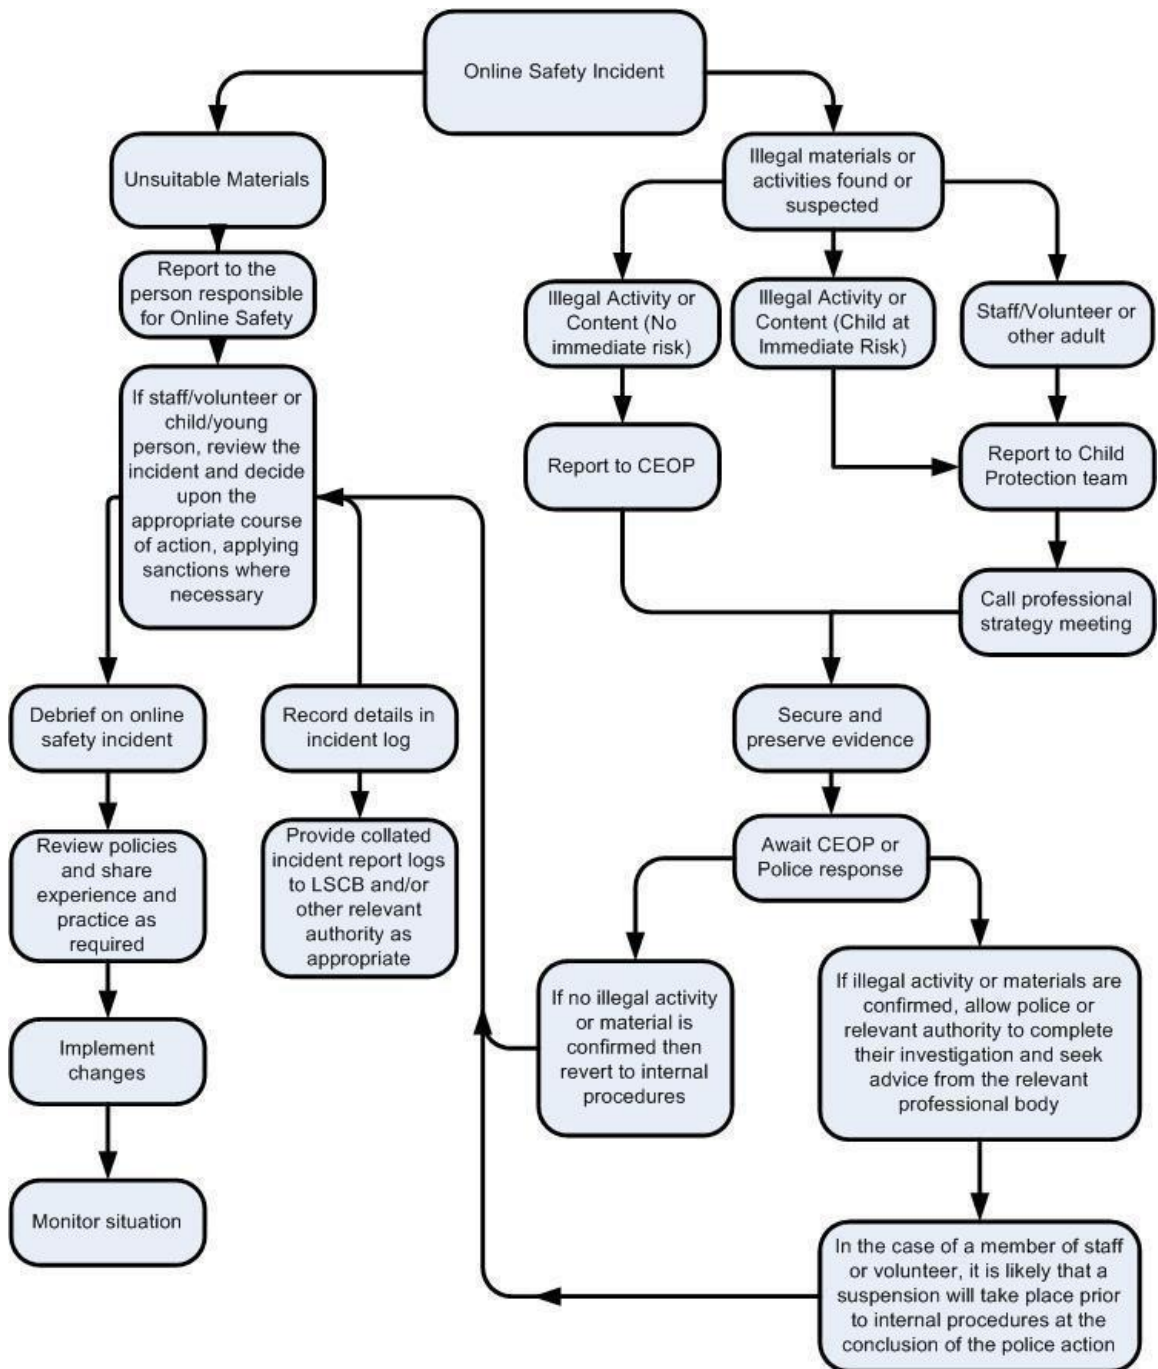 Online Safety Incident
Unsuitable Materials
Report to the
person responsible
for Online Safety
If staff/volunteer or
child/young
person, review the
incident and decide
upon the
appropriate course
of action, applying
sanctions where
necessary
Debrief on online
safety incident
Review policies
and share
experience and
practice as
required
Implement
changes
Monitor situation
Record details in
incident log
Provide collated
incident report logs
to LSCB and/or
other relevant
authority as
appropriate
Illegal materials or
activities found or
suspected
Illegal Activity or
Content (No
immediate risk)
Illegal Activity or
Content (Child at
Immediate Risk)
Staff/Volunteer or
other adult
Report to CEOP
Report to Child
Protection team
Call professional
strategy meeting
Secure and
preserve evidence
Await CEOP or
Police response
If no illegal activity
or material is
confirmed then
revert to internal
procedures
If illegal activity or materials are
confirmed, allow police or
relevant authority to complete
their investigation and seek
advice from the relevant
professional body
In the case of a member of staff
or volunteer, it is likely that a
suspension will take place prior
to internal procedures at the
conclusion of the police action